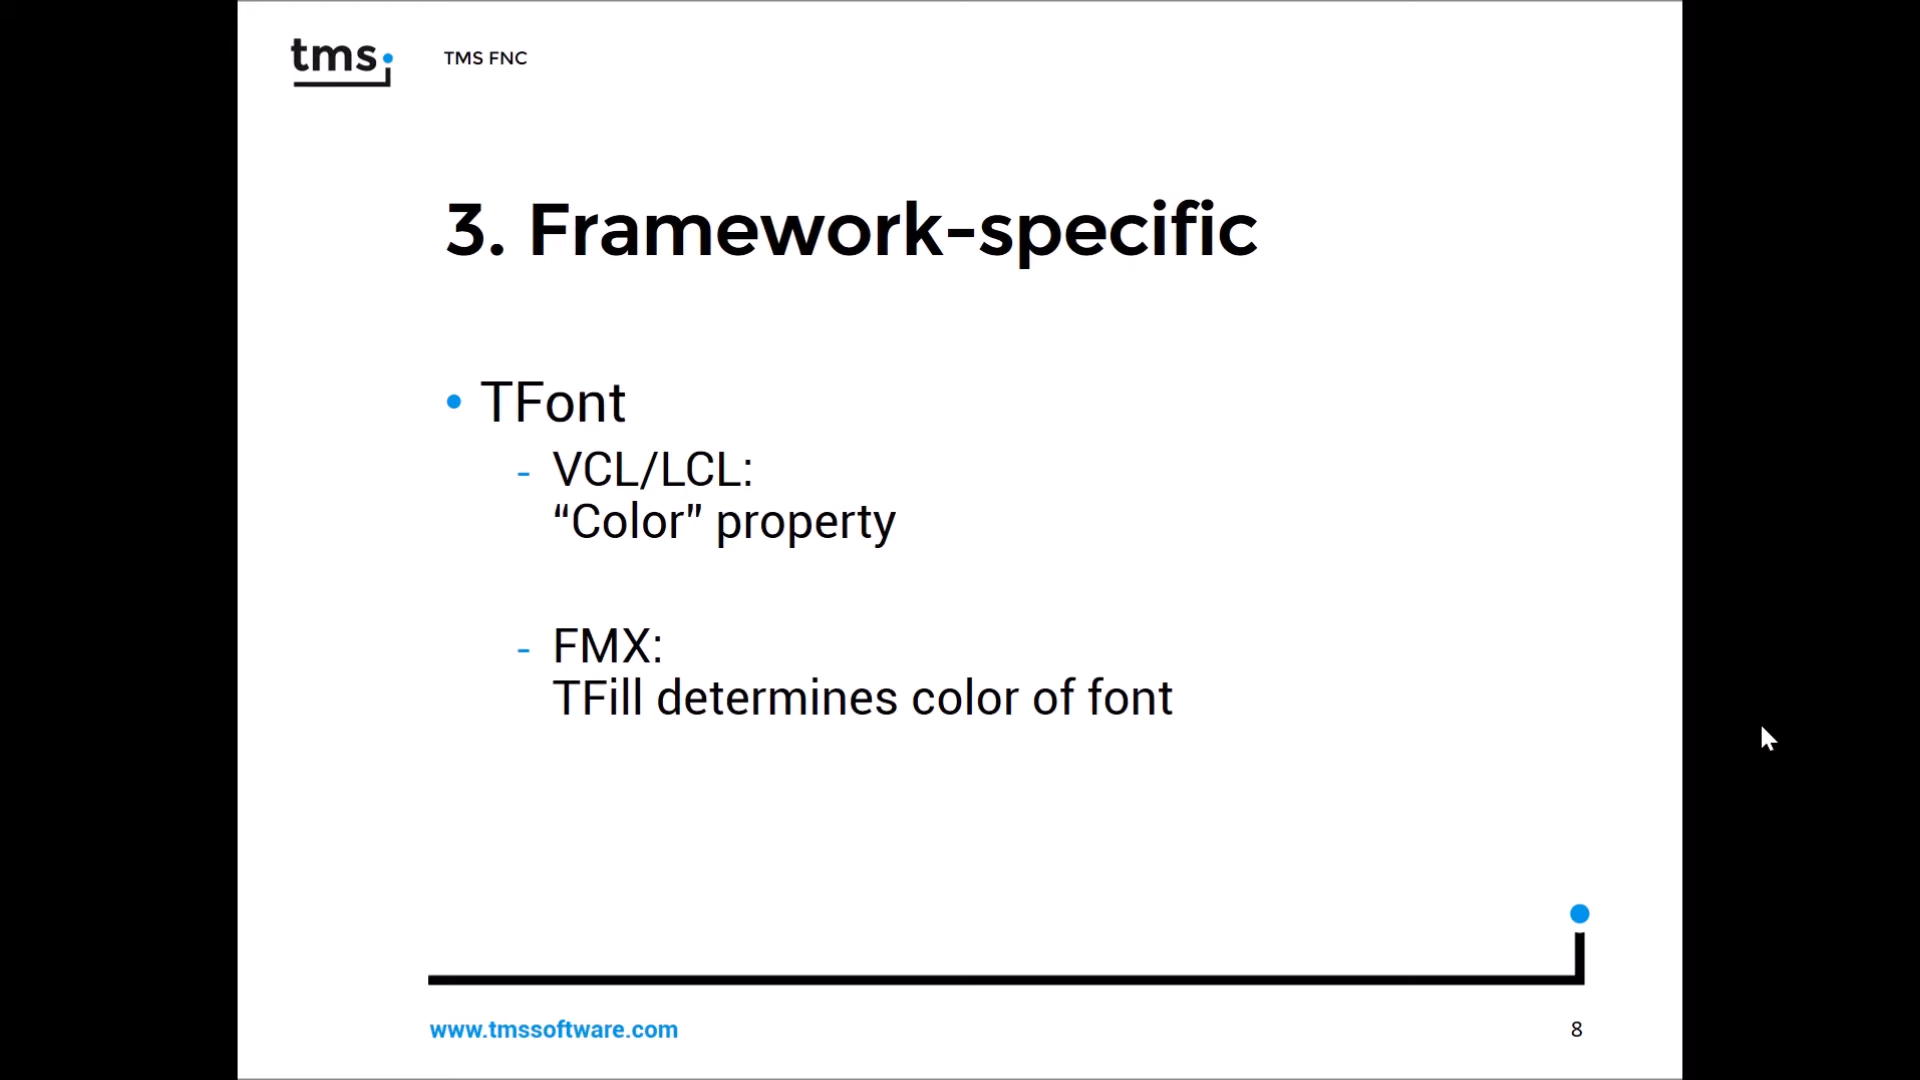 tms
TMS FNC
3. Framework-specific
• TFont
- VCL/LCL:
“Color” property
- FMX:
TFill determines color of font
www.tmssoftware.com
8